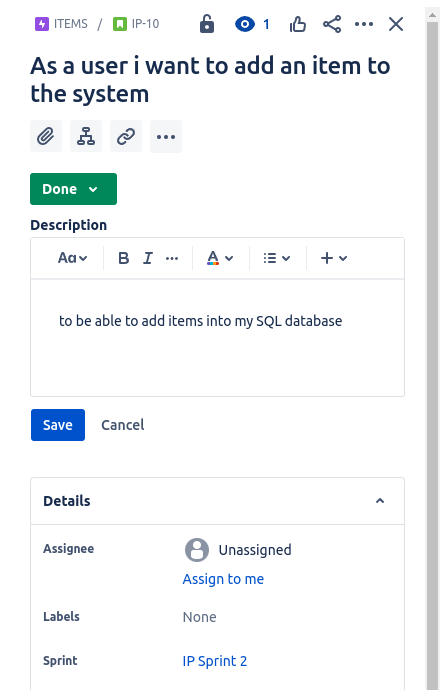 ITEMS / IP-10 1
As a user i want to add an item to
the system
Done
Description
Aa B I ... A
to be able to add items into my SQL database
Save Cancel
Details
Assignee Unassigned
Assign to me
Labels None
Sprint IP Sprint 2